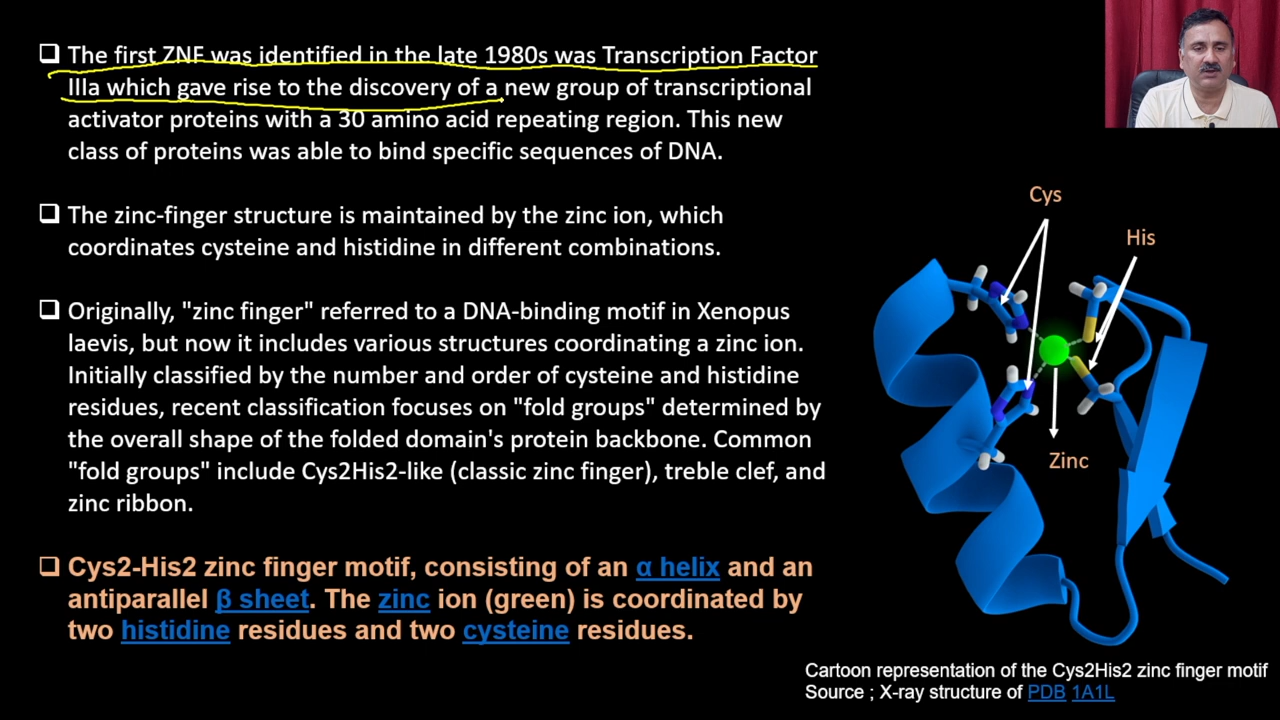 ❑ The first ZNF was identified in the late 1980s was Transcription Factor
IIIa which gave rise to the discovery of a new group of transcriptional
activator proteins with a 30 amino acid repeating region. This new
class of proteins was able to bind specific sequences of DNA.
❑ The zinc-finger structure is maintained by the zinc ion, which
coordinates cysteine and histidine in different combinations.
❑ Originally, "zinc finger" referred to a DNA-binding motif in Xenopus
laevis, but now it includes various structures coordinating a zinc ion.
Initially classified by the number and order of cysteine and histidine
residues, recent classification focuses on "fold groups" determined by
the overall shape of the folded domain's protein backbone. Common
"fold groups" include Cys2His2-like (classic zinc finger), treble clef, and
zinc ribbon.
❑ Cys2-His2 zinc finger motif, consisting of an α helix and an
antiparallel β sheet. The zinc ion (green) is coordinated by
two histidine residues and two cysteine residues.
Cys
His
Zinc
Cartoon representation of the Cys2His2 zinc finger motif
Source ; X-ray structure of PDB 1A1L